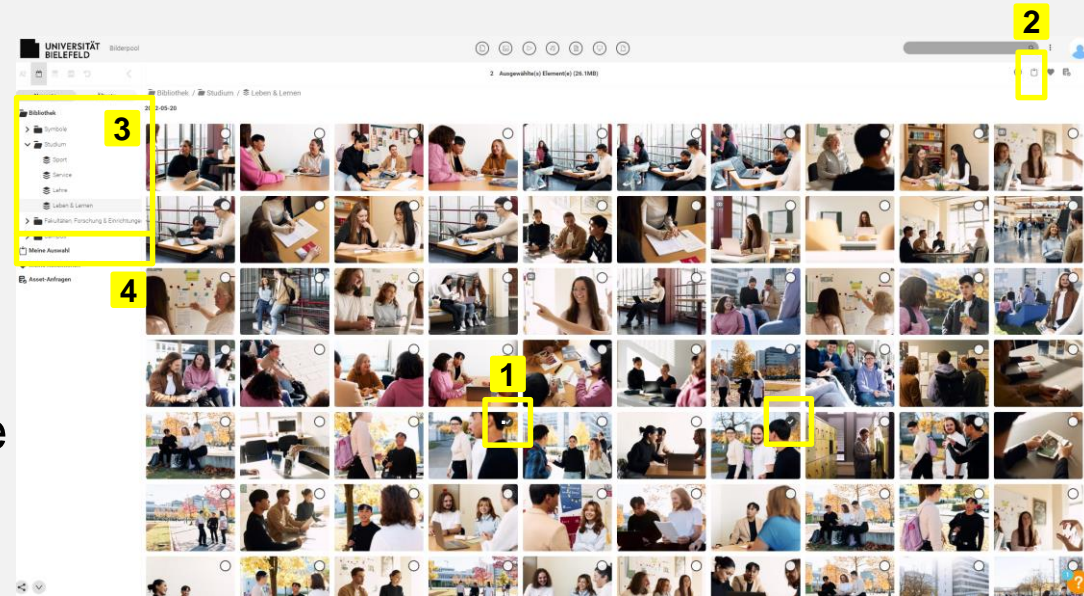 2
UNIVERSITÄT
BIELEFELD
Bilderpool
2 Ausgewählte(s) Element(e) (26.1MB)
Bibliothek / Studium / Leben & Lernen
Bibliothek
3
Symbole
Studium
Sport
Service
Lehre
Leben & Lernen
Fakultäten, Forschung & Einrichtungen
Meine Auswahl
Asset-Anfragen
4
1
e
?